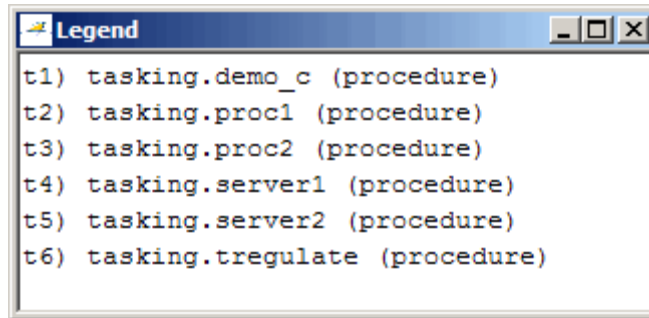 Legend
t1) tasking.demo_c (procedure)
t2) tasking.proc1 (procedure)
t3) tasking.proc2 (procedure)
t4) tasking.server1 (procedure)
t5) tasking.server2 (procedure)
t6) tasking.tregulate (procedure)